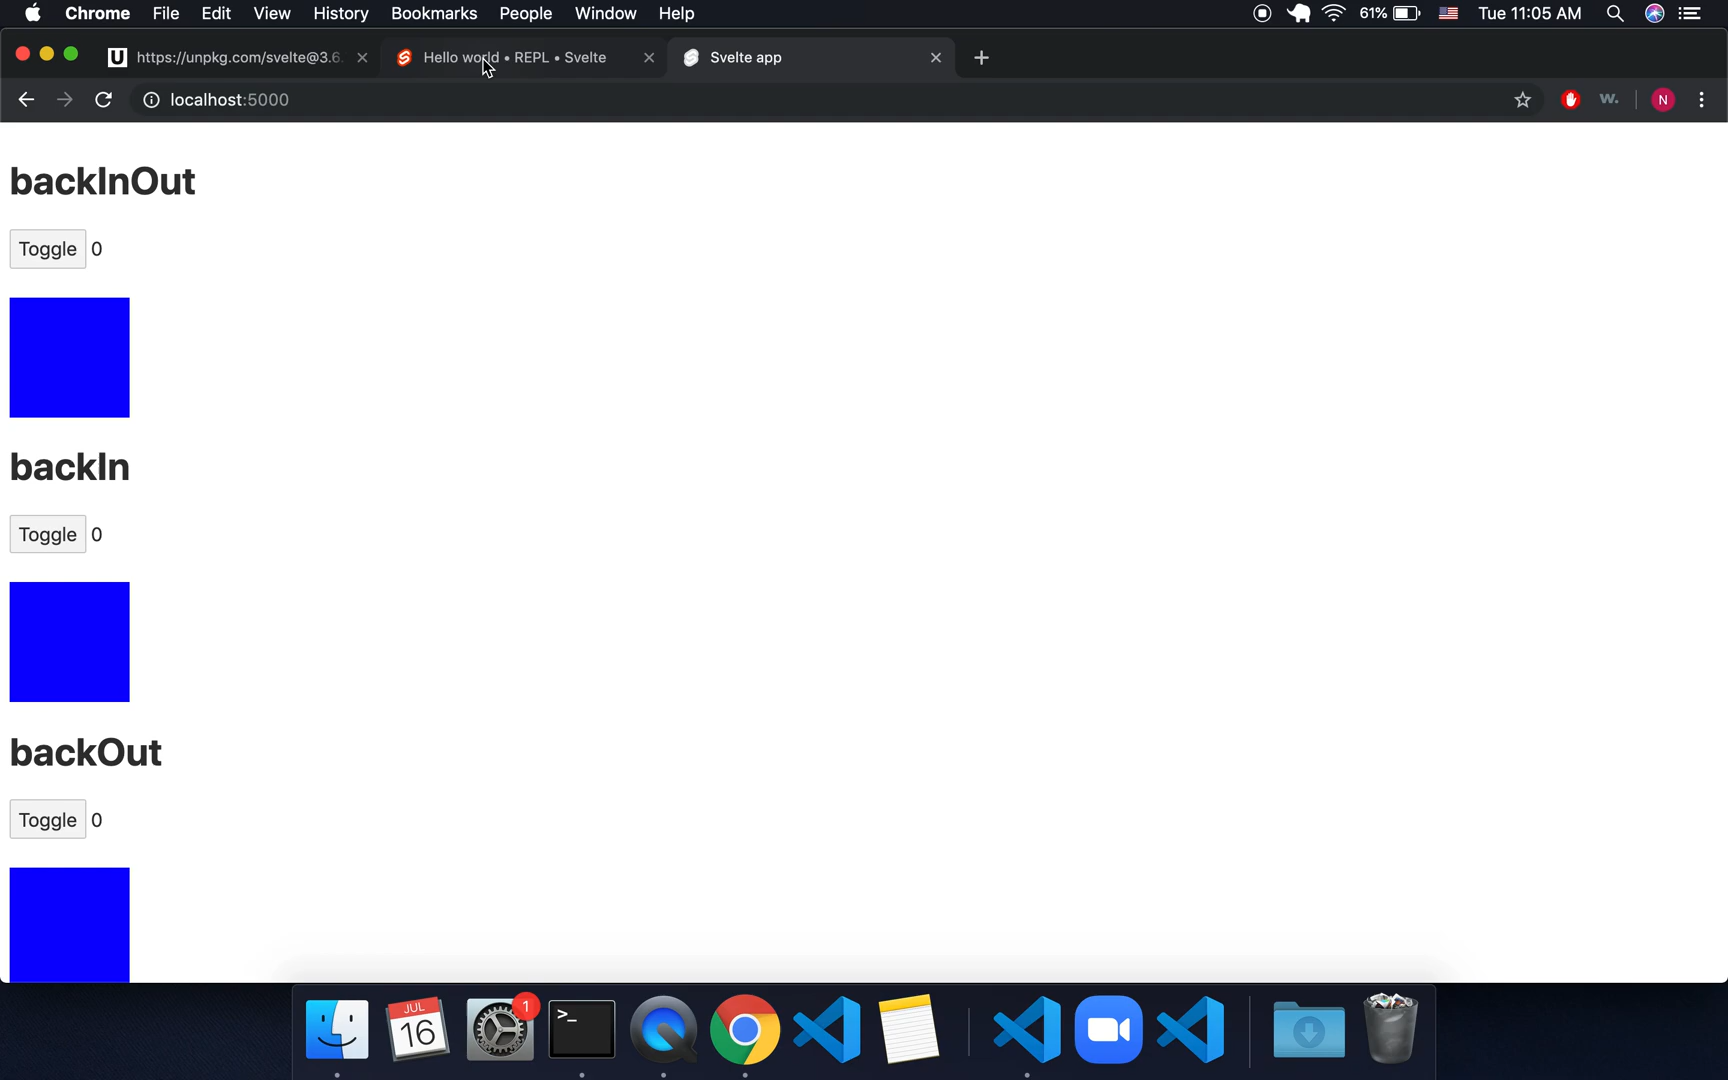 Chrome File Edit View History Bookmarks People Window Help 61% Tue 11:05 AM
U https://unpkg.com/svelte@3.6. Hello world • REPL • Svelte Svelte app
localhost:5000 w. N
backInOut
Toggle 0
backIn
Toggle 0
backOut
Toggle 0
JUL
16
1
>_